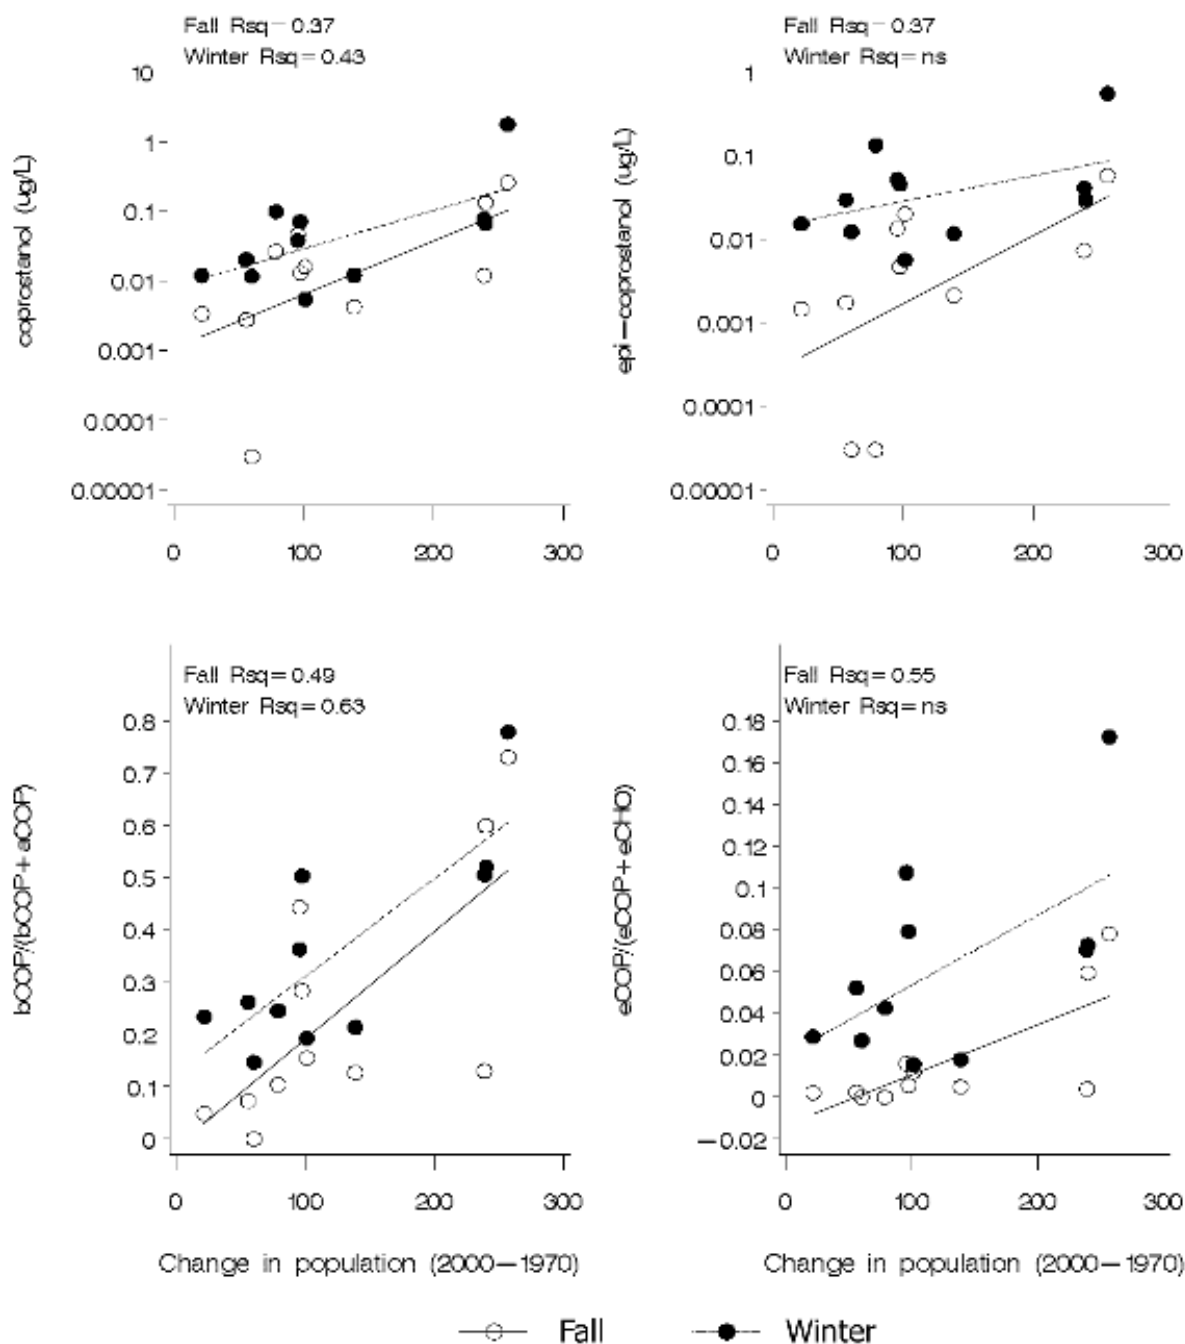 Fall Rsq=0.37
Winter Rsq=0.43
10
1
0.1
0.01
0.001
0.0001
0.00001
coprostanol (ug/L)
0 100 200 300
Fall Rsq=0.37
Winter Rsq=ns
1
0.1
0.01
0.001
0.0001
0.00001
epi-coprostanol (ug/L)
0 100 200 300
Fall Rsq=0.49
Winter Rsq=0.63
0.8
0.7
0.6
0.5
0.4
0.3
0.2
0.1
0
bCOP/(bCOP+aCOP)
0 100 200 300
Change in population (2000-1970)
Fall Rsq=0.55
Winter Rsq=ns
0.18
0.16
0.14
0.12
0.1
0.08
0.06
0.04
0.02
0
-0.02
eCOP/(eCOP+eCHO)
0 100 200 300
Change in population (2000-1970)
Fall Winter